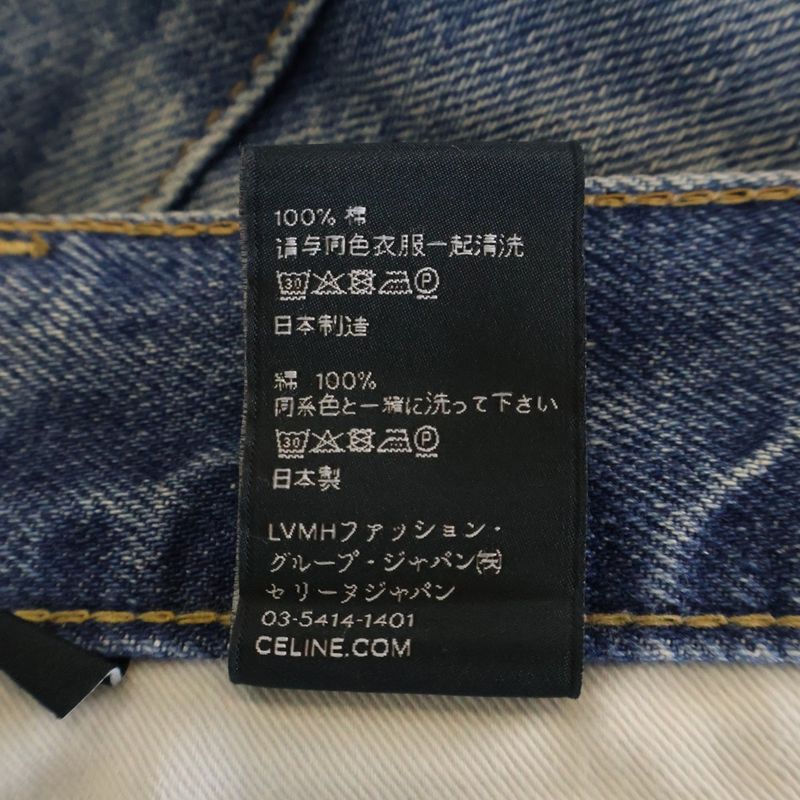 100% 棉
请与同色衣服一起清洗
30 P
日本制造
綿 100%
同系色と一緒に洗って下さい
30 P
日本製
LVMHファッション・
グループ・ジャパン㈱
セリーヌジャパン
03-5414-1401
CELINE.COM